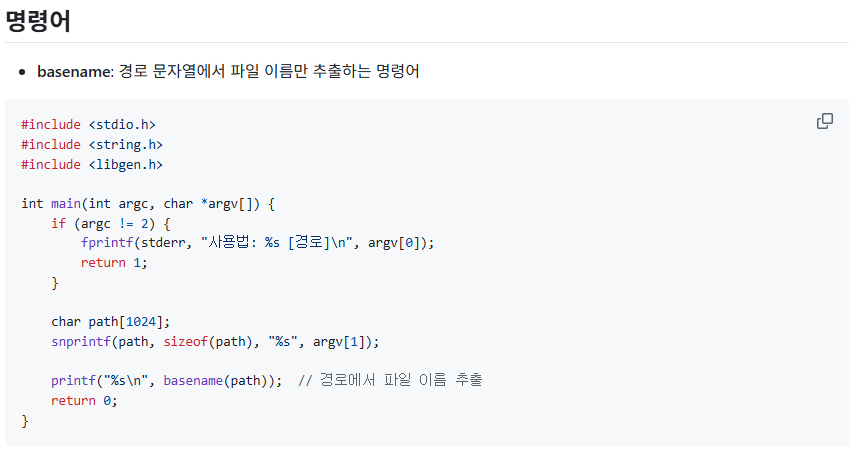 명령어
basename: 경로 문자열에서 파일 이름만 추출하는 명령어
#include <stdio.h>
#include <string.h>
#include <libgen.h>
int main(int argc, char *argv[]) {
    if (argc != 2) {
        fprintf(stderr, "사용법: %s [경로]\n", argv[0]);
        return 1;
    }
    char path[1024];
    snprintf(path, sizeof(path), "%s", argv[1]);
    printf("%s\n", basename(path));  // 경로에서 파일 이름 추출
    return 0;
}